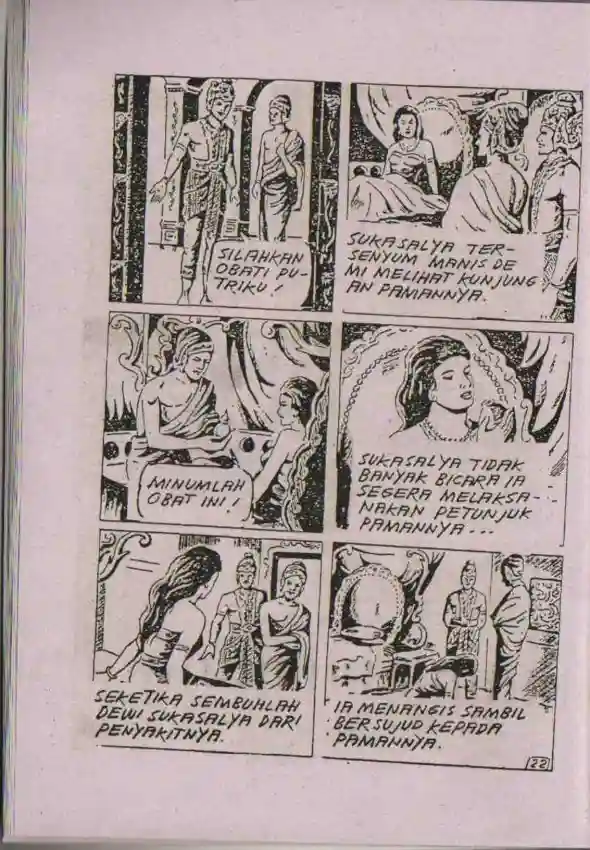 SILAHKAN
OBATI PU-
TRIKU !
SUKASALYA TER-
SENYUM MANIS DE
MI MELIHAT KUNJUNG
AN PAMANNYA.
MINUMLAH
OBAT INI !
SUKASALYA TIDAK
BANYAK BICARA IA
SEGERA MELAKSA-
NAKAN PETUNJUK
PAMANNYA...
SEKETIKA SEMBUHLAH
DEWI SUKASALYA DARI
PENYAKITNYA.
IA MENANGIS SAMBIL
BERSUJUD KEPADA
PAMANNYA.
22